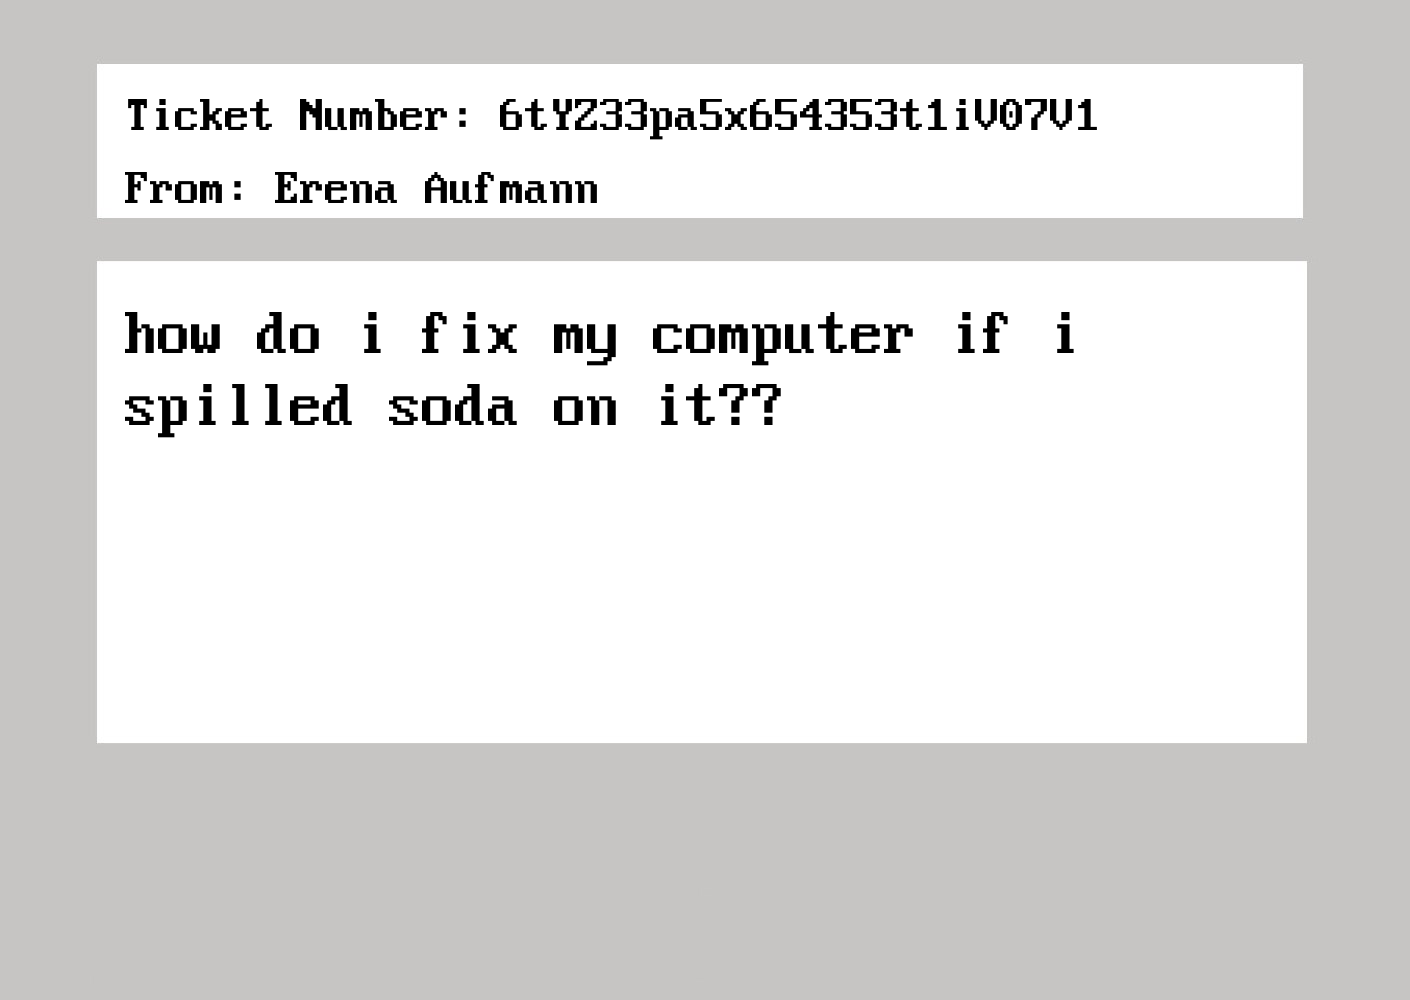 Ticket Number: 6tYZ33pa5x654353t1iV07V1
From: Erena Aufmann
how do i fix my computer if i
spilled soda on it??